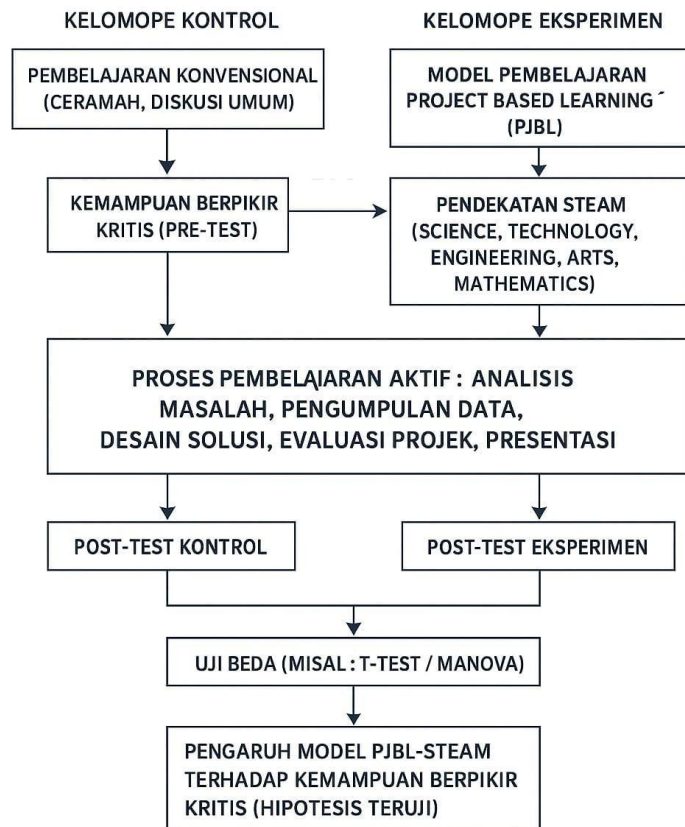 KELOMOPE KONTROL
KELOMOPE EKSPERIMEN
PEMBELAJARAN KONVENSIONAL
(CERAMAH, DISKUSI UMUM)
MODEL PEMBELAJARAN
PROJECT BASED LEARNING ´
(PJBL)
KEMAMPUAN BERPIKIR
KRITIS (PRE-TEST)
PENDEKATAN STEAM
(SCIENCE, TECHNOLOGY,
ENGINEERING, ARTS,
MATHEMATICS)
PROSES PEMBELAJARAN AKTIF : ANALISIS
MASALAH, PENGUMPULAN DATA,
DESAIN SOLUSI, EVALUASI PROJEK, PRESENTASI
POST-TEST KONTROL
POST-TEST EKSPERIMEN
UJI BEDA (MISAL : T-TEST / MANOVA)
PENGARUH MODEL PJBL-STEAM
TERHADAP KEMAMPUAN BERPIKIR
KRITIS (HIPOTESIS TERUJI)